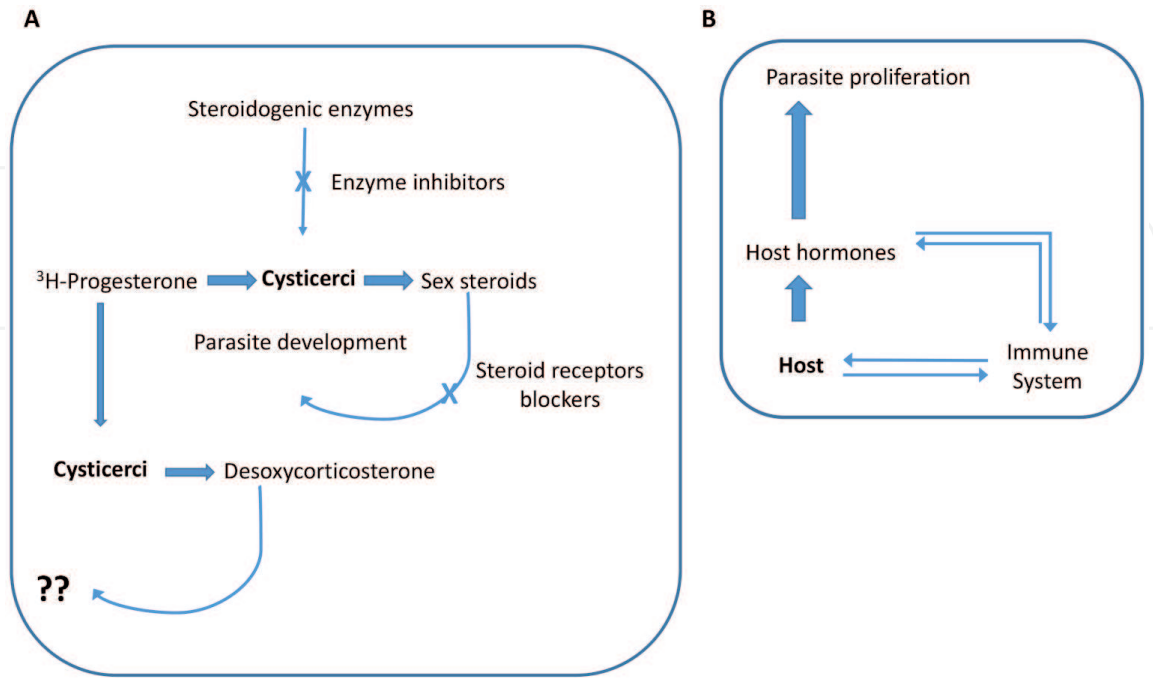 A
Steroidogenic enzymes
X
Enzyme inhibitors
³H-Progesterone
Cysticerci
Sex steroids
Parasite development
Steroid receptors
blockers
X
Cysticerci
Desoxycorticosterone
??
B
Parasite proliferation
Host hormones
Host
Immune
System